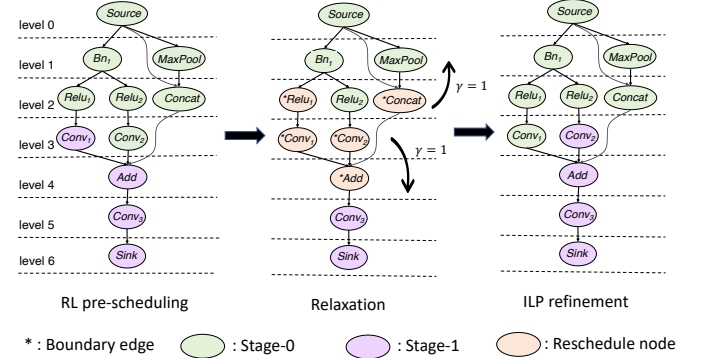 Source Source Source
level 0
Bn1 MaxPool Bn1 MaxPool Bn1 MaxPool
level 1
γ = 1
Relu1 Relu2 Concat *Relu1 Relu2 *Concat Relu1 Relu2 Concat
level 2
Conv1 Conv2 *Conv1 *Conv2 Conv1 Conv2
level 3
γ = 1
Add *Add Add
level 4
Conv3 Conv3 Conv3
level 5
Sink Sink Sink
level 6
RL pre-scheduling Relaxation ILP refinement
* : Boundary edge : Stage-0 : Stage-1 : Reschedule node